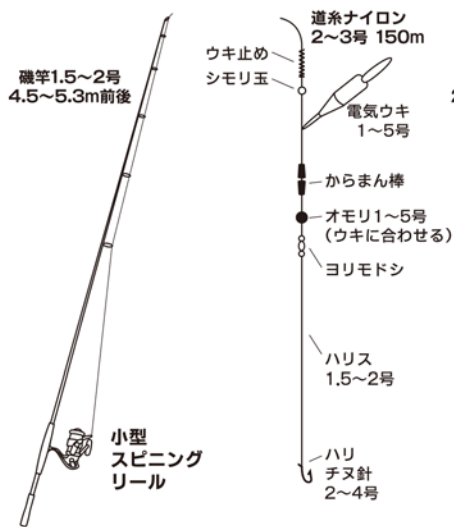 磯竿1.5〜2号
4.5〜5.3m前後
小型
スピニング
リール
道糸ナイロン
2〜3号 150m
ウキ止め
シモリ玉
電気ウキ
1〜5号
からまん棒
オモリ1〜5号
(ウキに合わせる)
ヨリモドシ
ハリス
1.5〜2号
ハリ
チヌ針
2〜4号